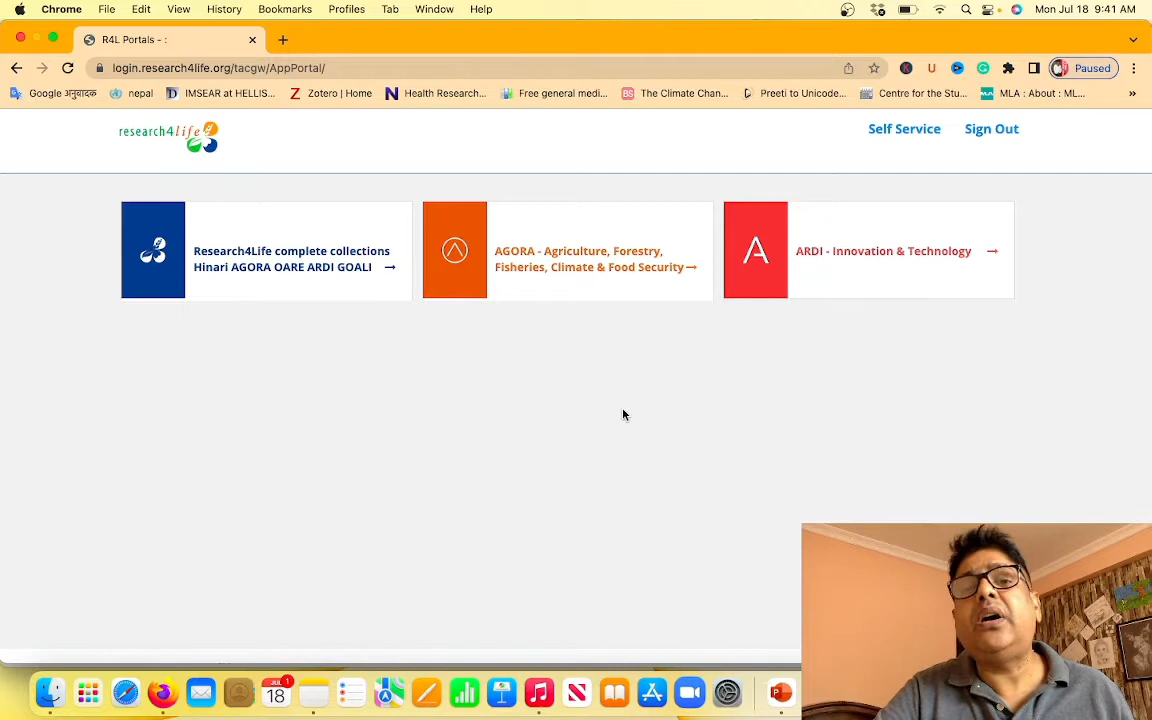 Chrome File Edit View History Bookmarks Profiles Tab Window Help Mon Jul 18 9:41 AM
R4L Portals - :
login.research4life.org/tacgw/AppPortal/ Paused
Google अनुवादक nepal IMSEAR at HELLIS... Zotero | Home Health Research... Free general medi... The Climate Chan... Preeti to Unicode... Centre for the Stu... MLA : About : ML... »
research4life
Self Service Sign Out
Research4Life complete collections
Hinari AGORA OARE ARDI GOALI →
AGORA - Agriculture, Forestry,
Fisheries, Climate & Food Security →
A
ARDI - Innovation & Technology →
JUL 1
18